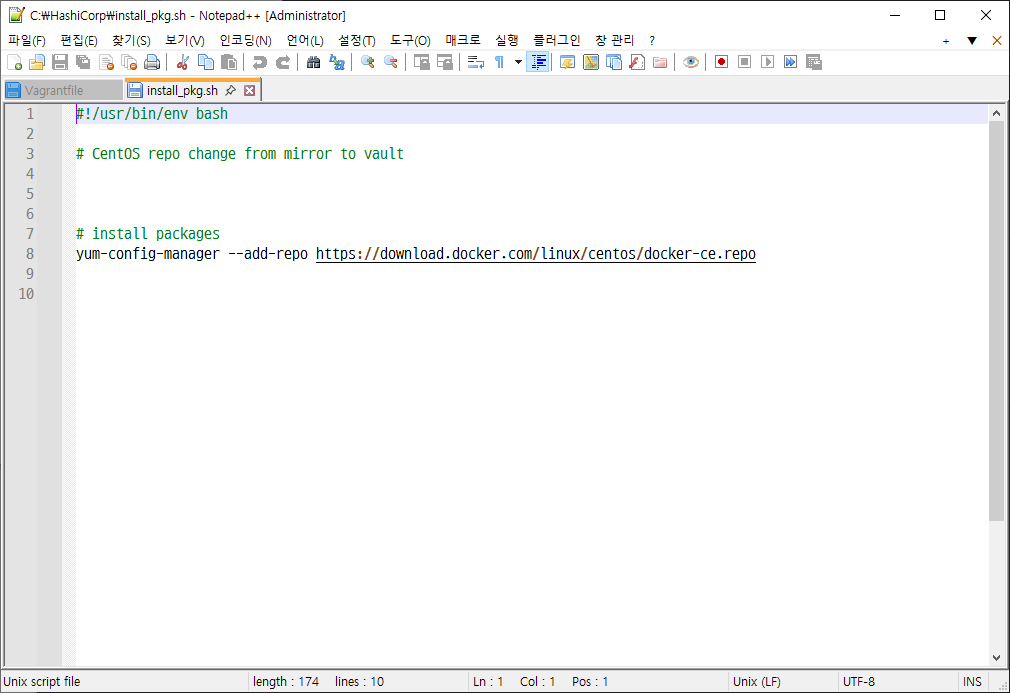 C:₩HashiCorp₩install_pkg.sh - Notepad++ [Administrator]
파일(F) 편집(E) 찾기(S) 보기(V) 인코딩(N) 언어(L) 설정(T) 도구(O) 매크로 실행 플러그인 창 관리 ? + ▼ X
Vagrantfile install_pkg.sh
1 #!/usr/bin/env bash
2
3 # CentOS repo change from mirror to vault
4
5
6
7 # install packages
8 yum-config-manager --add-repo https://download.docker.com/linux/centos/docker-ce.repo
9
10
Unix script file length : 174 lines : 10 Ln : 1 Col : 1 Pos : 1 Unix (LF) UTF-8 INS